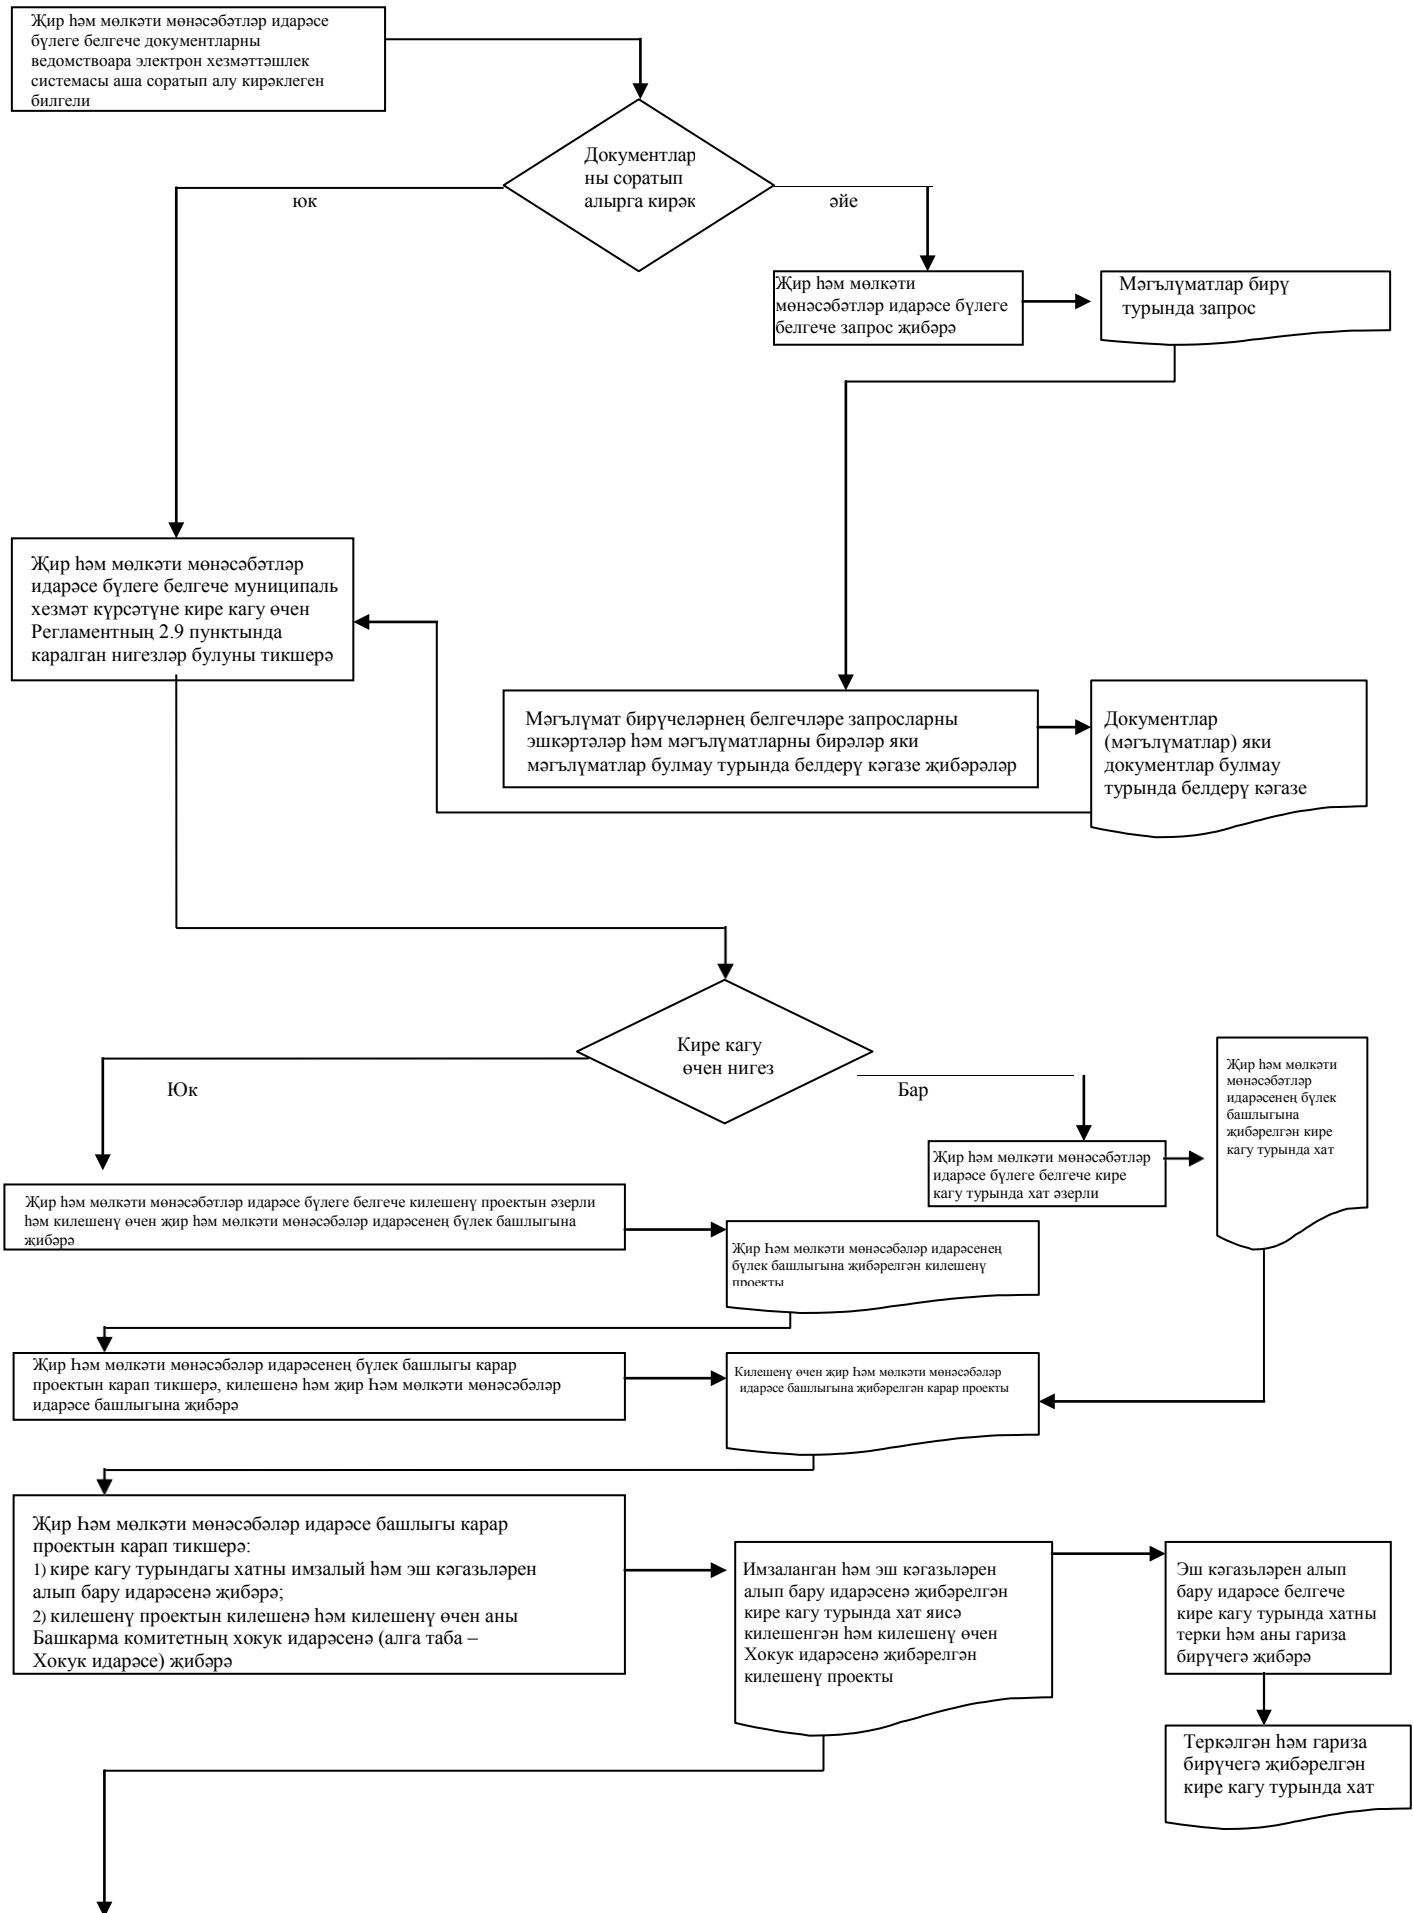 Җир һәм мөлкәти мөнәсәбәтләр идарәсе
бүлеге белгече документларны
ведомствоара электрон хезмәттәшлек
системасы аша соратып алу кирәклеген
билгели
Документлар
ны соратып
алырга кирәк
юк
әйе
Җир һәм мөлкәти
мөнәсәбәтләр идарәсе бүлеге
белгече запрос җибәрә
Мәгълүматлар бирү
турында запрос
Җир һәм мөлкәти мөнәсәбәтләр
идарәсе бүлеге белгече муниципаль
хезмәт күрсәтүне кире кагу өчен
Регламентның 2.9 пунктында
каралган нигезләр булуны тикшерә
Мәгълүмат бирүчеләрнең белгечләре запросларны
эшкәртәләр һәм мәгълүматларны бирәләр яки
мәгълүматлар булмау турында белдерү кәгазе җибәрәләр
Документлар
(мәгълүматлар) яки
документлар булмау
турында белдерү кәгазе
Кире кагу
өчен нигез
Юк
Бар
Җир һәм мөлкәти
мөнәсәбәтләр
идарәсенең бүлек
башлыгына
җибәрелгән кире
кагу турында хат
Җир һәм мөлкәти мөнәсәбәтләр
идарәсе бүлеге белгече кире
кагу турында хат әзерли
Җир һәм мөлкәти мөнәсәбәтләр идарәсе бүлеге белгече килешенү проектын әзерли
һәм килешенү өчен җир һәм мөлкәти мөнәсәбәләр идарәсенең бүлек башлыгына
җибәрә
Җир Һәм мөлкәти мөнәсәбәләр идарәсенең
бүлек башлыгына җибәрелгән килешенү
проекты
Җир Һәм мөлкәти мөнәсәбәләр идарәсенең бүлек башлыгы карар
проектын карап тикшерә, килешенә һәм җир Һәм мөлкәти мөнәсәбәләр
идарәсе башлыгына җибәрә
Килешенү өчен җир Һәм мөлкәти мөнәсәбәләр
идарәсе башлыгына җибәрелгән карар проекты
Җир Һәм мөлкәти мөнәсәбәләр идарәсе башлыгы карар
проектын карап тикшерә:
1) кире кагу турындагы хатны имзалый һәм эш кәгазьләрен
алып бару идарәсенә җибәрә;
2) килешенү проектын килешенә һәм килешенү өчен аны
Башкарма комитетның хокук идарәсенә (алга таба –
Хокук идарәсе) җибәрә
Имзаланган һәм эш кәгазьләрен
алып бару идарәсенә җибәрелгән
кире кагу турында хат яисә
килешенгән һәм килешенү өчен
Хокук идарәсенә җибәрелгән
килешенү проекты
Эш кәгазьләрен алып
бару идарәсе белгече
кире кагу турында хатны
терки һәм аны гариза
бирүчегә җибәрә
Теркәлгән һәм гариза
бирүчегә җибәрелгән
кире кагу турында хат